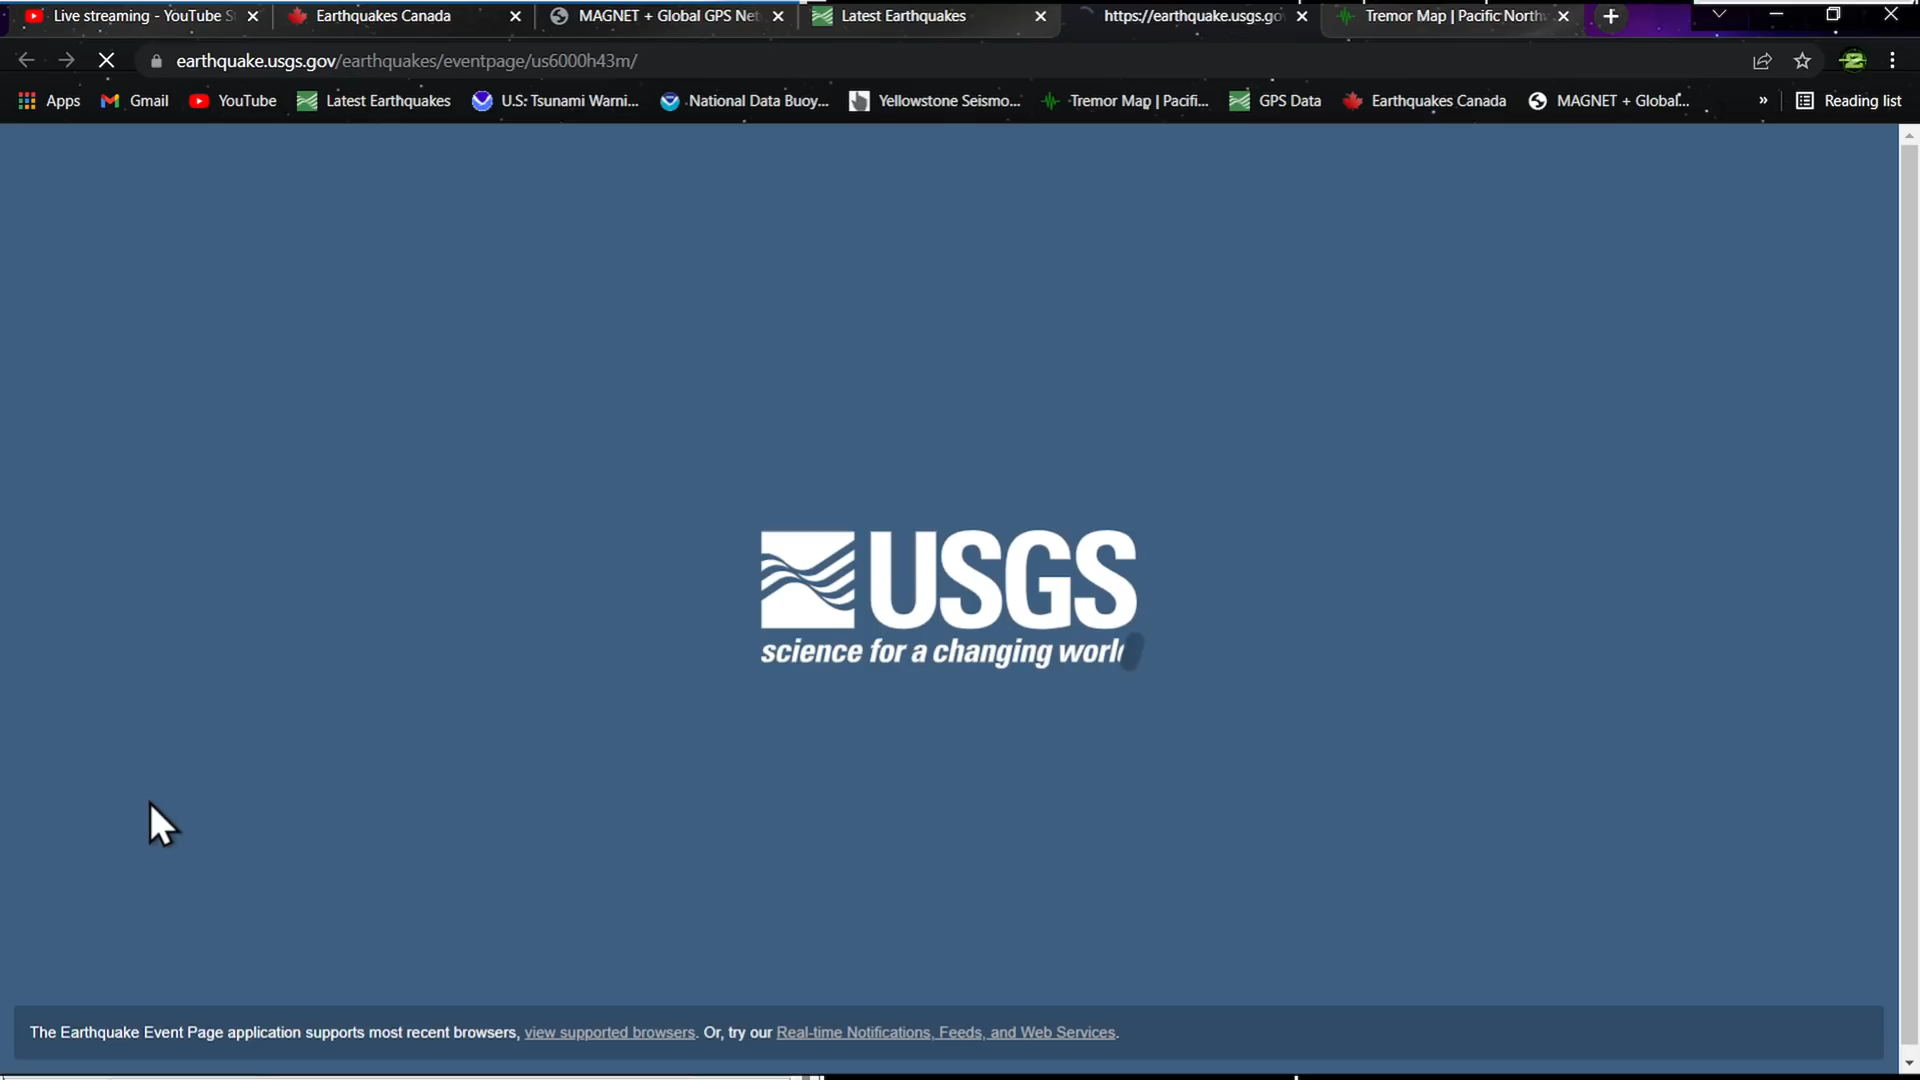 Live streaming - YouTube S
Earthquakes Canada
MAGNET + Global GPS Net
Latest Earthquakes
https://earthquake.usgs.go
Tremor Map | Pacific Northw
earthquake.usgs.gov/earthquakes/eventpage/us6000h43m/
Apps
Gmail
YouTube
Latest Earthquakes
U.S: Tsunami Warni...
National Data Buoy...
Yellowstone Seismo...
Tremor Map | Pacifi...
GPS Data
Earthquakes Canada
MAGNET + Global...
»
Reading list
USGS
science for a changing world
The Earthquake Event Page application supports most recent browsers, view supported browsers. Or, try our Real-time Notifications, Feeds, and Web Services.